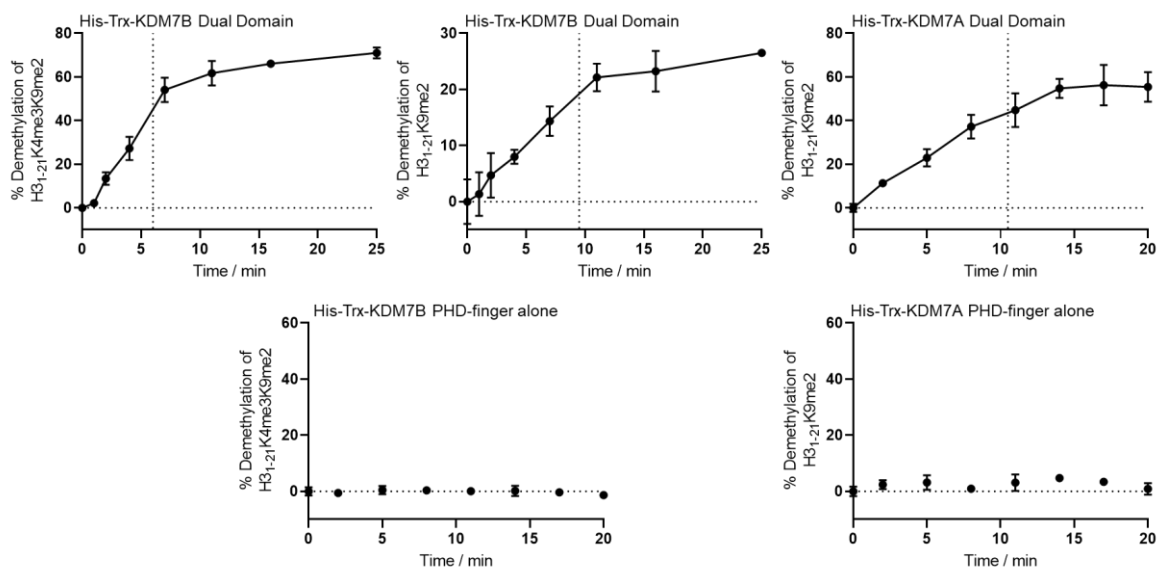 His-Trx-KDM7B Dual Domain
% Demethylation of
H3₁₋₂₁K4me3K9me2
80
60
40
20
0
0 5 10 15 20 25
Time / min
His-Trx-KDM7B Dual Domain
% Demethylation of
H3₁₋₂₁K9me2
30
20
10
0
0 5 10 15 20 25
Time / min
His-Trx-KDM7A Dual Domain
% Demethylation of
H3₁₋₂₁K9me2
80
60
40
20
0
0 5 10 15 20
Time / min
His-Trx-KDM7B PHD-finger alone
% Demethylation of
H3₁₋₂₁K4me3K9me2
60
40
20
0
0 5 10 15 20
Time / min
His-Trx-KDM7A PHD-finger alone
% Demethylation of
H3₁₋₂₁K9me2
60
40
20
0
0 5 10 15 20
Time / min